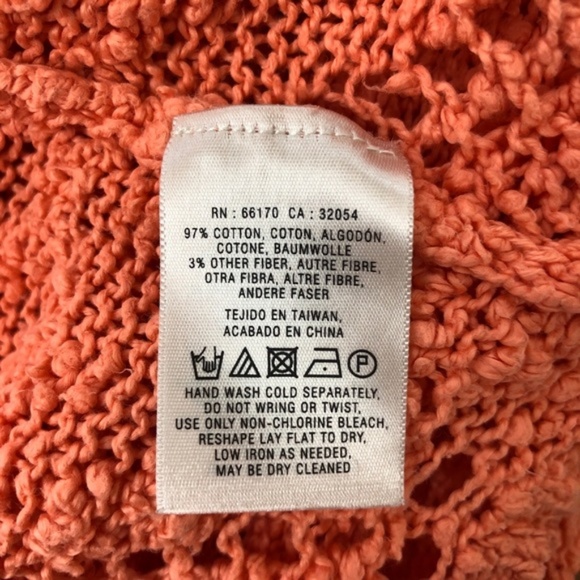 RN : 66170 CA : 32054
97% COTTON, COTON, ALGODÓN,
COTONE, BAUMWOLLE
3% OTHER FIBER, AUTRE FIBRE,
OTRA FIBRA, ALTRE FIBRE,
ANDERE FASER
TEJIDO EN TAIWAN,
ACABADO EN CHINA
P
HAND WASH COLD SEPARATELY,
DO NOT WRING OR TWIST,
USE ONLY NON-CHLORINE BLEACH,
RESHAPE LAY FLAT TO DRY,
LOW IRON AS NEEDED,
MAY BE DRY CLEANED